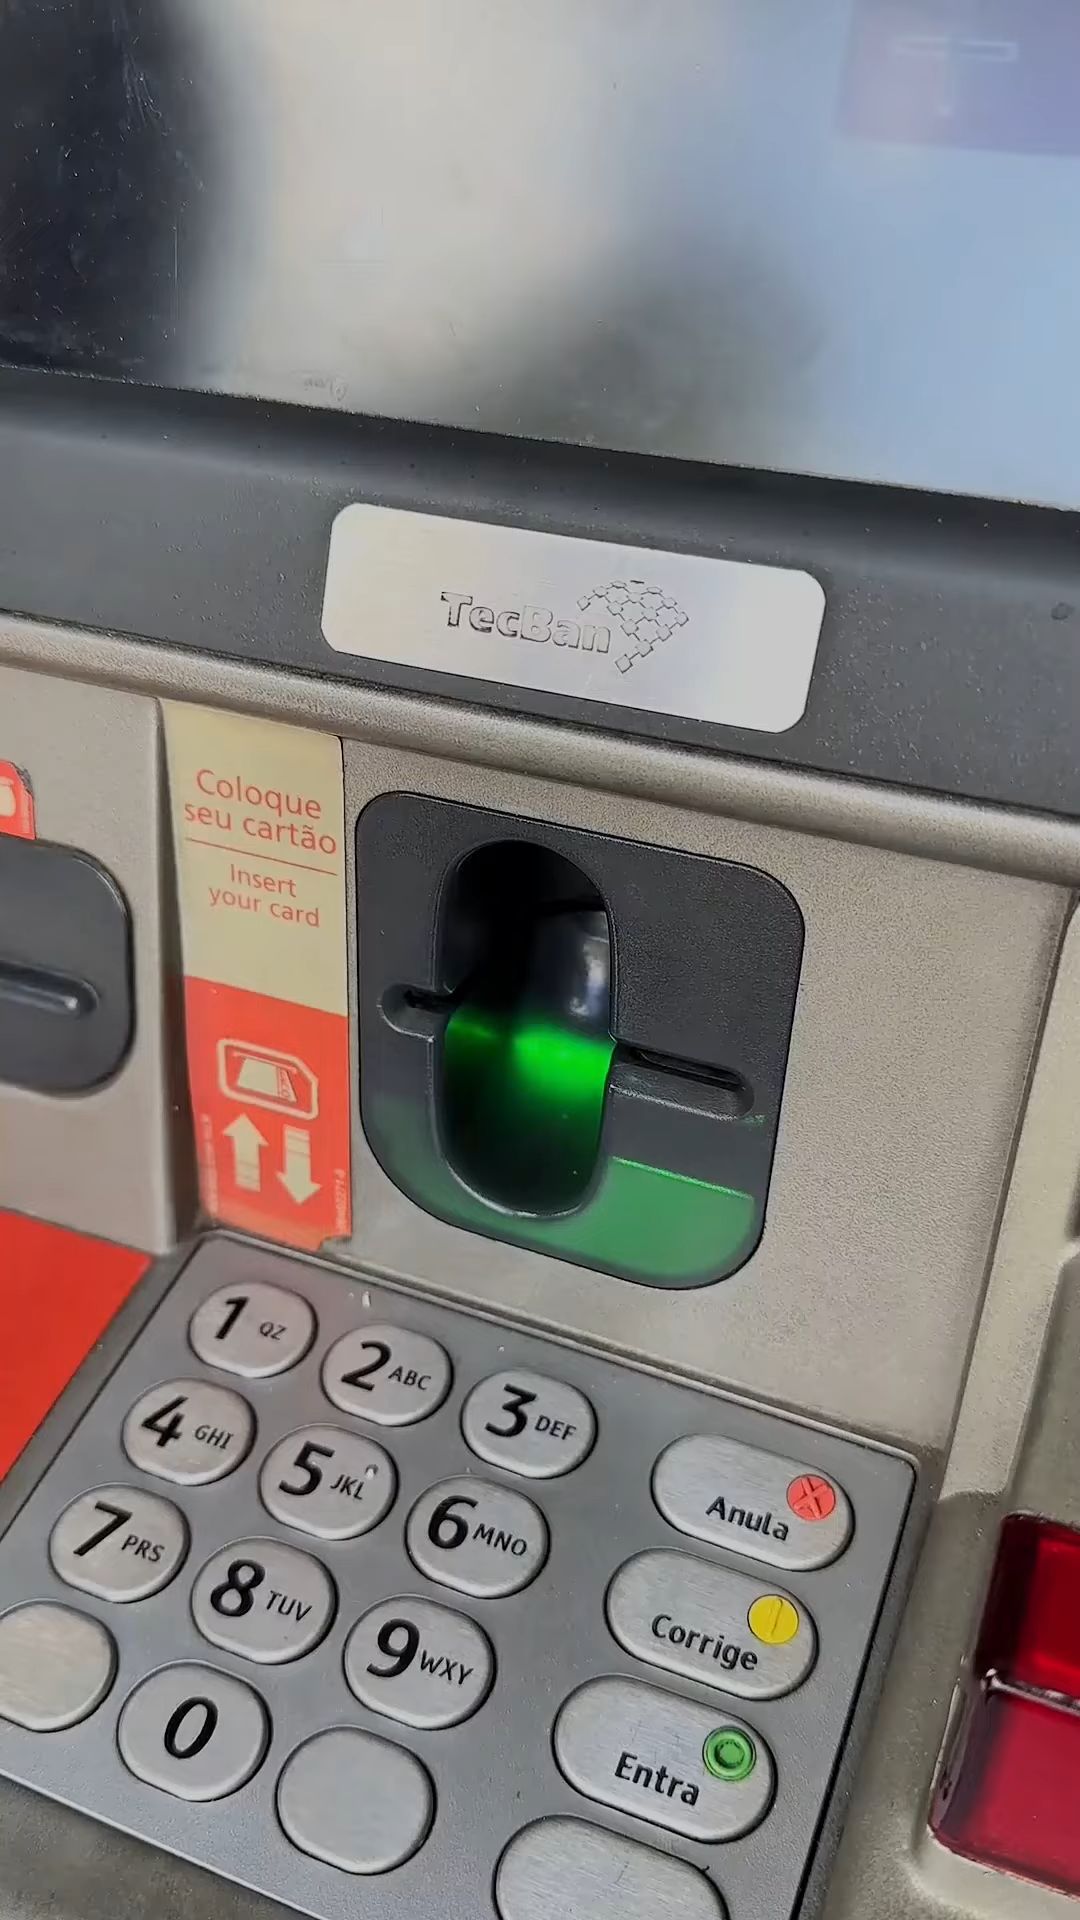 TecBan
Coloque
seu cartão
Insert
your card
1 QZ
2 ABC
3 DEF
4 GHI
5 JKL
6 MNO
7 PRS
8 TUV
9 WXY
0
Anula
Corrige
Entra